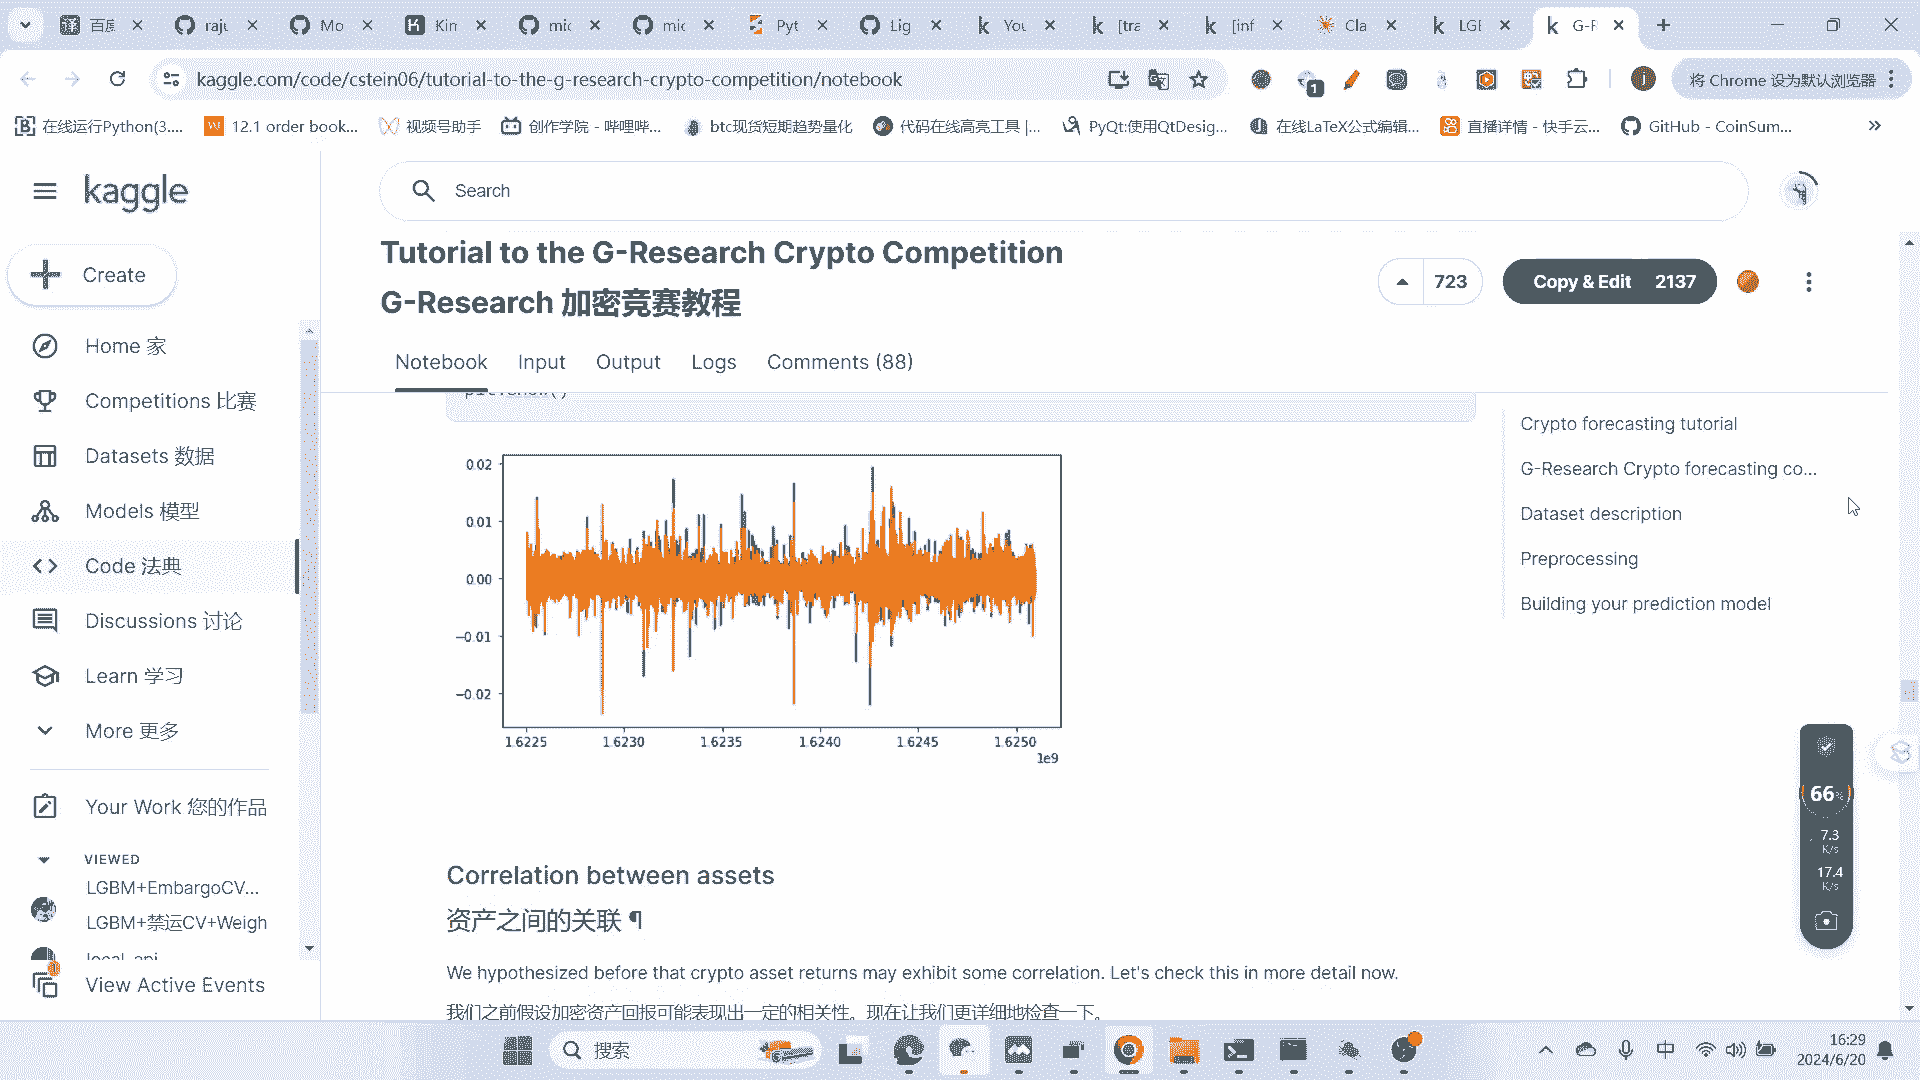 百度
raju
Mo
Kin
mic
mic
Pyt
Lig
You
[tra
[inf
Cla
LGI
G-F
kaggle.com/code/cstein06/tutorial-to-the-g-research-crypto-competition/notebook
1
将 Chrome 设为默认浏览器
在线运行Python(3....
12.1 order book...
视频号助手
创作学院 - 哔哩哔...
btc现货短期趋势量化
代码在线高亮工具 |...
PyQt:使用QtDesig...
在线LaTeX公式编辑...
直播详情 - 快手云...
GitHub - CoinSum...
kaggle
Search
Create
Home 家
Competitions 比赛
Datasets 数据
Models 模型
Code 法典
Discussions 讨论
Learn 学习
More 更多
Your Work 您的作品
VIEWED
LGBM+EmbargoCV...
LGBM+禁运CV+Weigh
local_api
View Active Events
Tutorial to the G-Research Crypto Competition
G-Research 加密竞赛教程
723
Copy & Edit 2137
Notebook
Input
Output
Logs
Comments (88)
plt.show()
0.02
0.01
0.00
−0.01
−0.02
1.6225
1.6230
1.6235
1.6240
1.6245
1.6250
1e9
Correlation between assets
资产之间的关联 ¶
We hypothesized before that crypto asset returns may exhibit some correlation. Let's check this in more detail now.
我们之前假设加密资产回报可能表现出一定的相关性。现在让我们更详细地检查一下。
Crypto forecasting tutorial
G-Research Crypto forecasting co...
Dataset description
Preprocessing
Building your prediction model
66%
7.3
K/s
17.4
K/s
搜索
中
16:29
2024/6/20